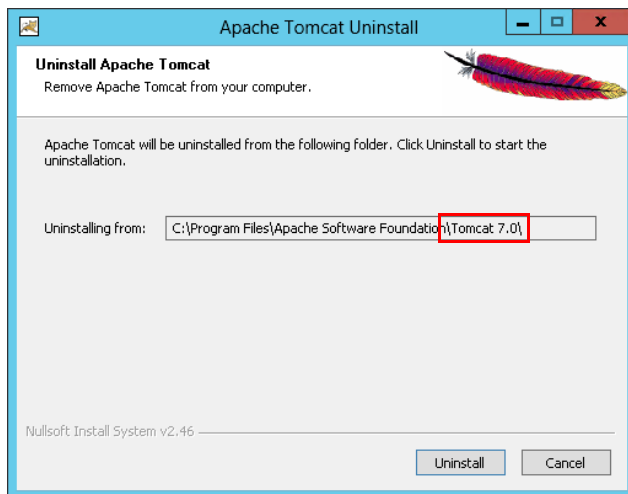 Apache Tomcat Uninstall
Uninstall Apache Tomcat
Remove Apache Tomcat from your computer.
Apache Tomcat will be uninstalled from the following folder. Click Uninstall to start the
uninstallation.
Uninstalling from: C:\Program Files\Apache Software Foundation\Tomcat 7.0\
Nullsoft Install System v2.46
Uninstall Cancel